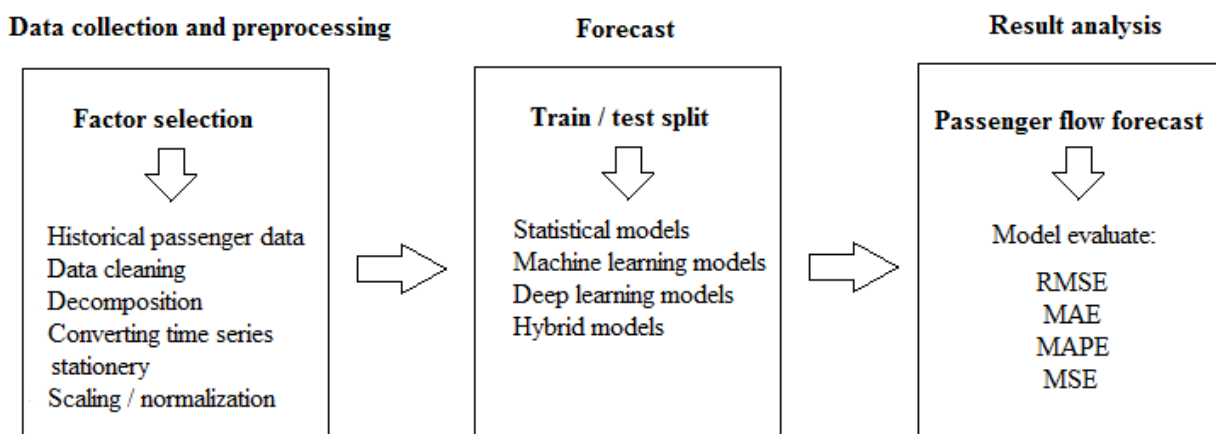 Data collection and preprocessing
Factor selection
Historical passenger data
Data cleaning
Decomposition
Converting time series
stationery
Scaling / normalization
Forecast
Train / test split
Statistical models
Machine learning models
Deep learning models
Hybrid models
Result analysis
Passenger flow forecast
Model evaluate:
RMSE
MAE
MAPE
MSE